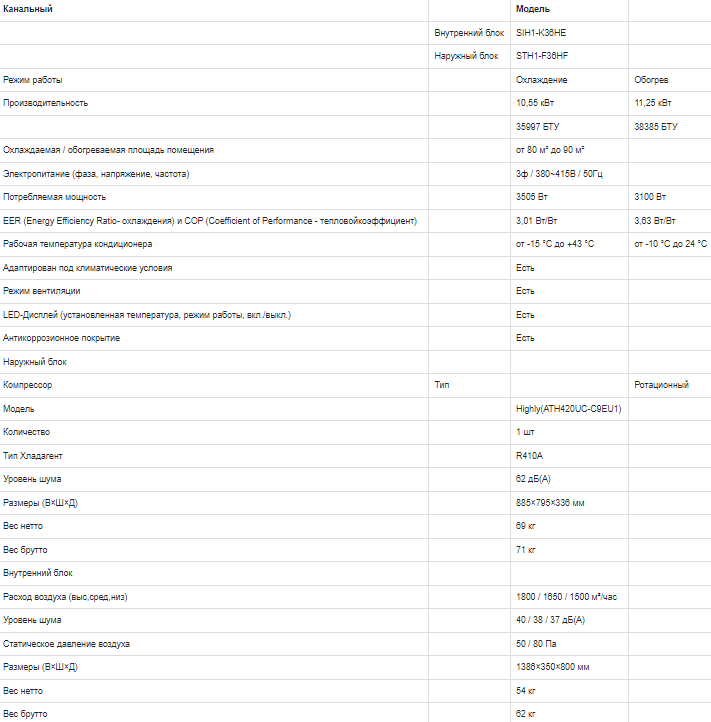 Канальный Модель
Внутренний блок SIH1-K36HE
Наружный блок STH1-F36HF
Режим работы Охлаждение Обогрев
Производительность 10,55 кВт 11,25 кВт
35997 БТУ 38385 БТУ
Охлаждаемая / обогреваемая площадь помещения от 80 м² до 90 м²
Электропитание (фаза, напряжение, частота) 3ф / 380~415В / 50Гц
Потребляемая мощность 3505 Вт 3100 Вт
EER (Energy Efficiency Ratio- охлаждения) и COP (Coefficient of Performance - тепловойкоэффициент) 3,01 Вт/Вт 3,63 Вт/Вт
Рабочая температура кондиционера от -15 °C до +43 °C от -10 °C до 24 °C
Адаптирован под климатические условия Есть
Режим вентиляции Есть
LED-Дисплей (установленная температура, режим работы, вкл./выкл.) Есть
Антикоррозионное покрытие Есть
Наружный блок
Компрессор Тип Ротационный
Модель Highly(ATH420UC-C9EU1)
Количество 1 шт
Тип Хладагент R410A
Уровень шума 62 дБ(А)
Размеры (В×Ш×Д) 885×795×336 мм
Вес нетто 69 кг
Вес брутто 71 кг
Внутренний блок
Расход воздуха (выс,сред,низ) 1800 / 1650 / 1500 м³/час
Уровень шума 40 / 38 / 37 дБ(А)
Статическое давление воздуха 50 / 80 Па
Размеры (В×Ш×Д) 1386×350×800 мм
Вес нетто 54 кг
Вес брутто 62 кг